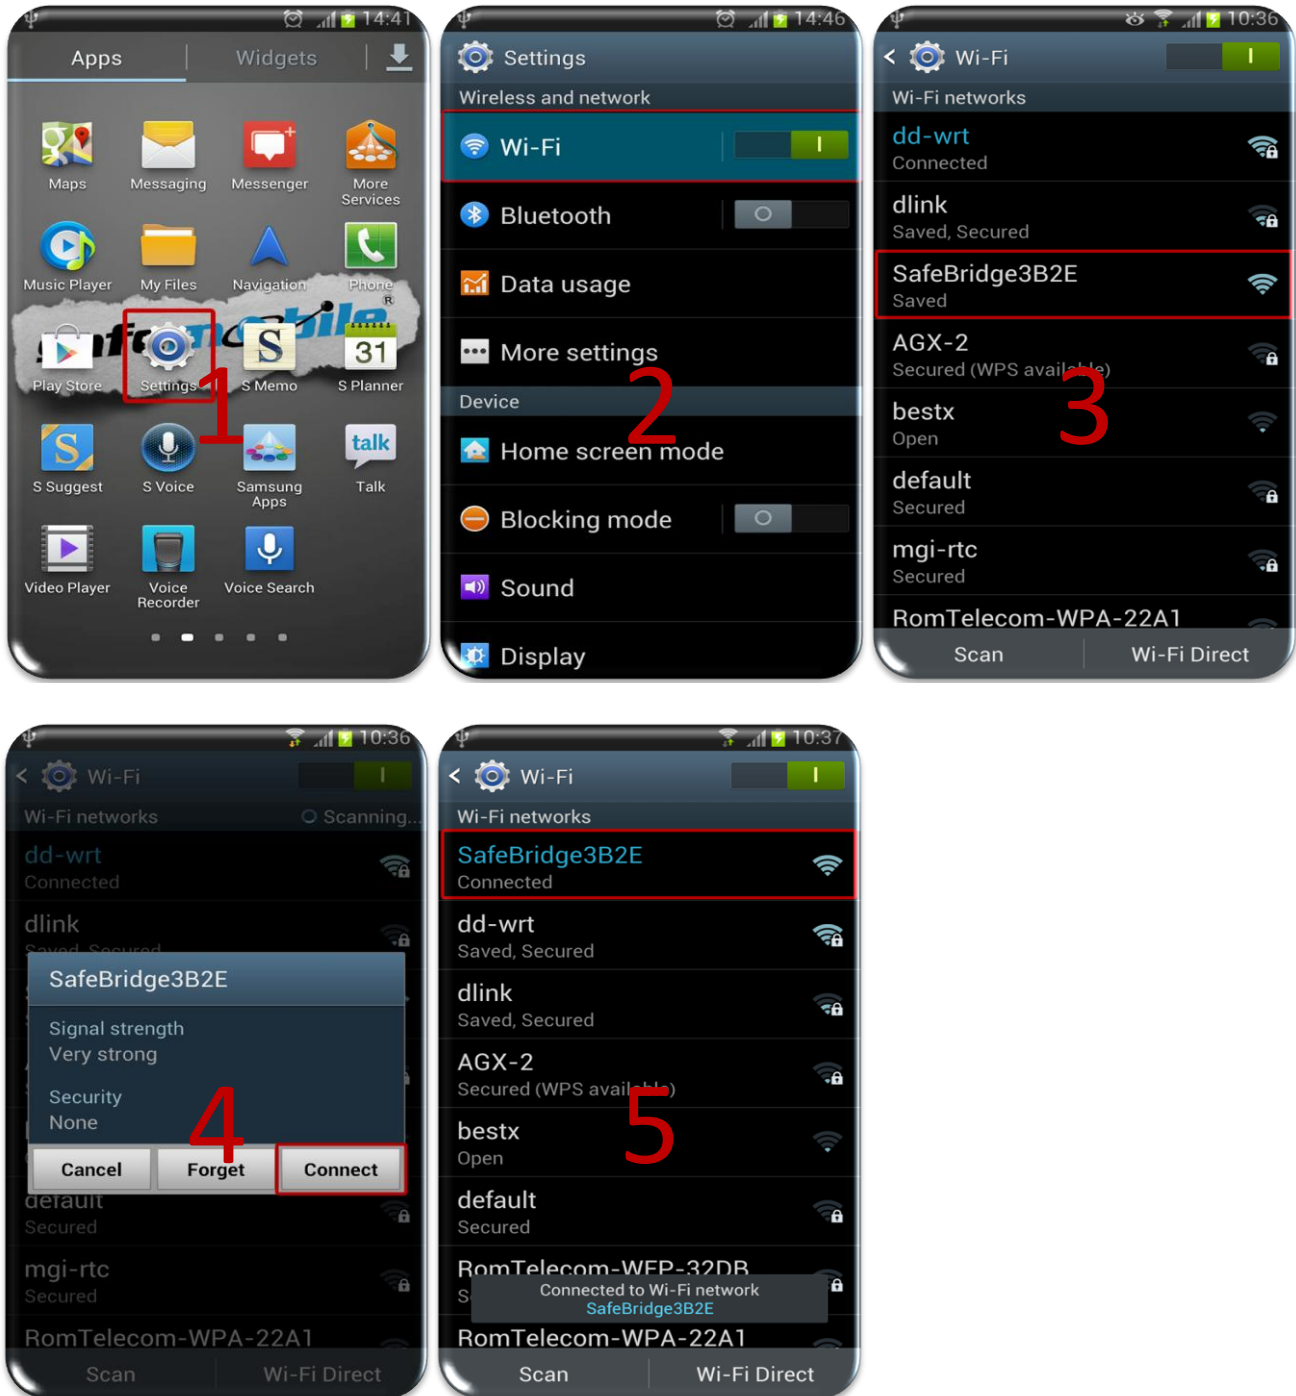 14:41
Apps
Widgets
Maps
Messaging
Messenger
More
Services
Music Player
My Files
Navigation
Phone
safemobile®
Play Store
Settings
S Memo
31
S Planner
1
S Suggest
S Voice
Samsung
Apps
talk
Talk
Video Player
Voice
Recorder
Voice Search
14:46
Settings
Wireless and network
Wi-Fi
Bluetooth
Data usage
More settings
2
Device
Home screen mode
Blocking mode
Sound
Display
10:36
Wi-Fi
Wi-Fi networks
dd-wrt
Connected
dlink
Saved, Secured
SafeBridge3B2E
Saved
AGX-2
Secured (WPS available)
3
bestx
Open
default
Secured
mgi-rtc
Secured
RomTelecom-WPA-22A1
Scan
Wi-Fi Direct
10:36
Wi-Fi
Wi-Fi networks
Scanning...
dd-wrt
Connected
dlink
Saved, Secured
SafeBridge3B2E
Signal strength
Very strong
Security
None
4
Cancel
Forget
Connect
default
Secured
mgi-rtc
Secured
RomTelecom-WPA-22A1
Scan
Wi-Fi Direct
10:37
Wi-Fi
Wi-Fi networks
SafeBridge3B2E
Connected
dd-wrt
Saved, Secured
dlink
Saved, Secured
AGX-2
Secured (WPS available)
5
bestx
Open
default
Secured
RomTelecom-WEP-32DB
Connected to Wi-Fi network
SafeBridge3B2E
RomTelecom-WPA-22A1
Scan
Wi-Fi Direct